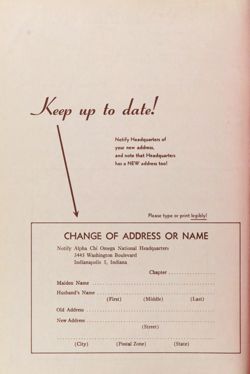 Keep up to date!
Notify Headquarters of
your new address,
and note that Headquarters
has a NEW address too!
Please type or print legibly!
CHANGE OF ADDRESS OR NAME
Notify Alpha Chi Omega National Headquarters
3445 Washington Boulevard
Indianapolis 5, Indiana
Chapter
Maiden Name
Husband's Name
(First) (Middle) (Last)
Old Address
New Address
(Street)
(City) (Postal Zone) (State)